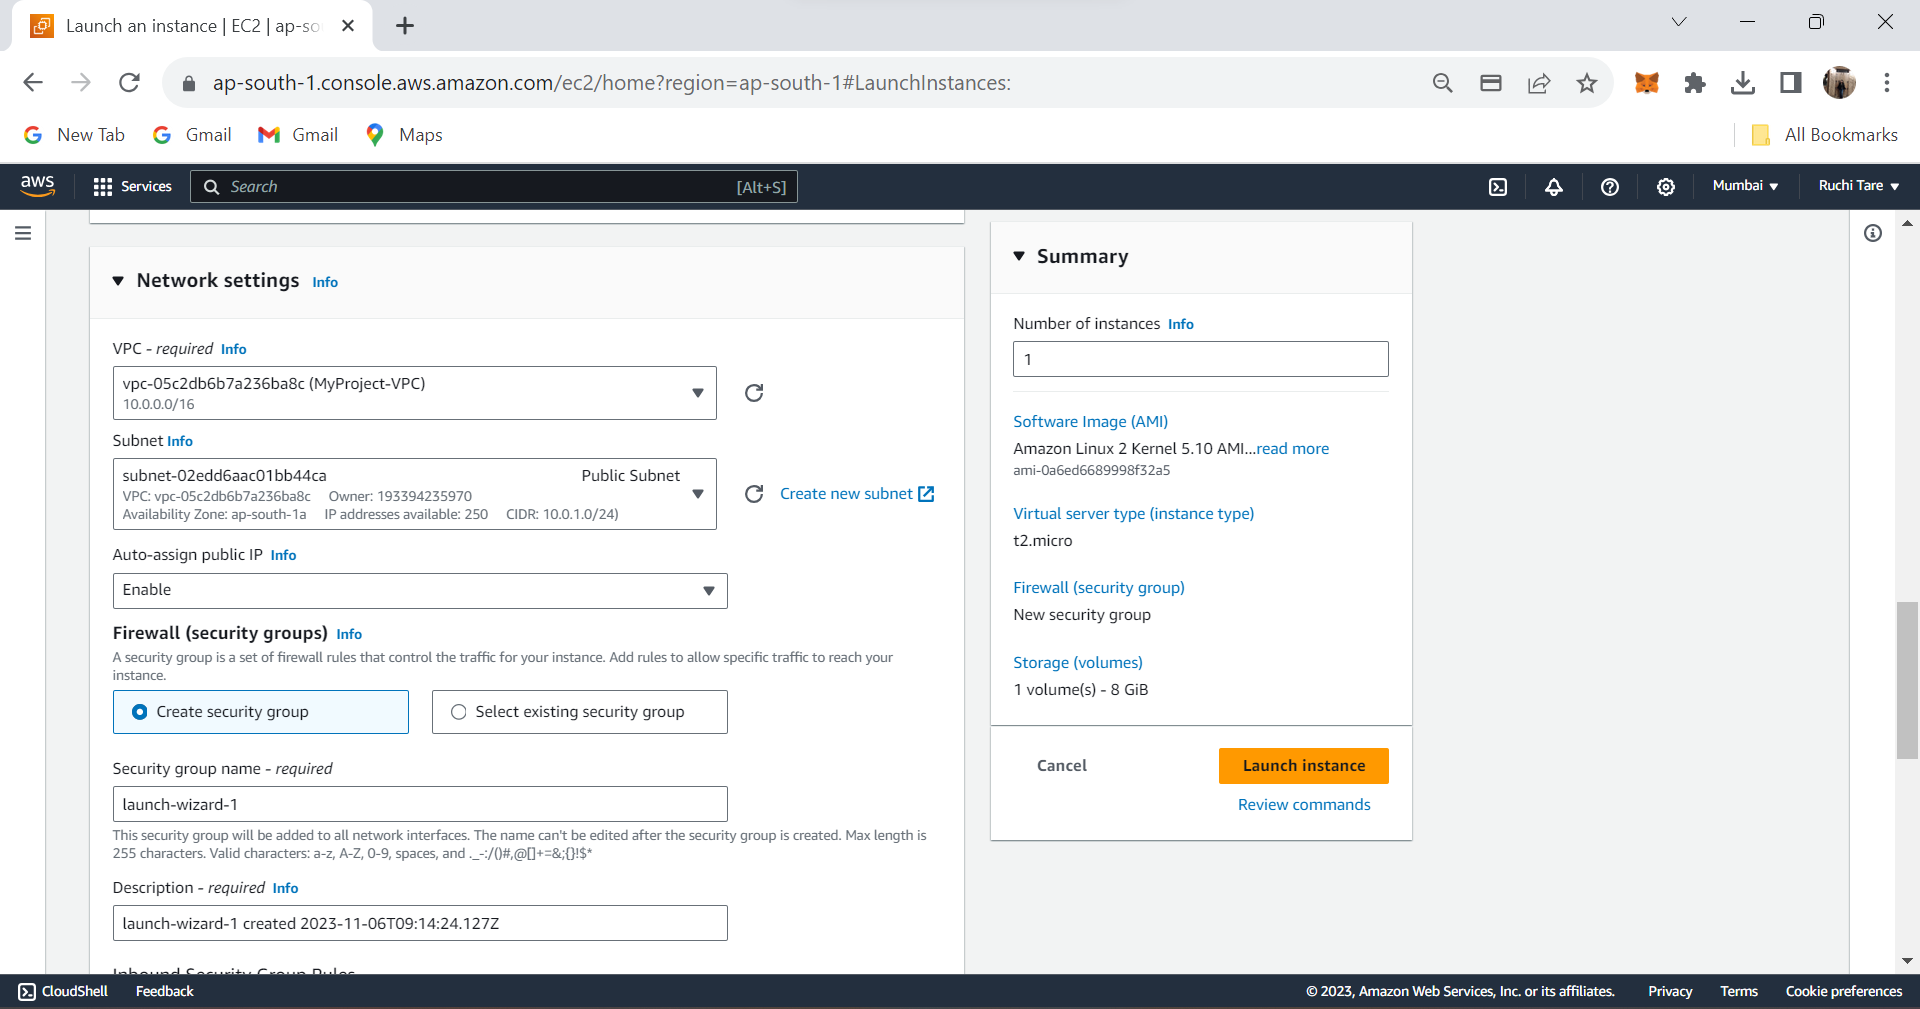 Launch an instance | EC2 | ap-so
ap-south-1.console.aws.amazon.com/ec2/home?region=ap-south-1#LaunchInstances:
New Tab
Gmail
Gmail
Maps
All Bookmarks
aws
Services
Search
[Alt+S]
Mumbai
Ruchi Tare
Network settings Info
VPC - required Info
vpc-05c2db6b7a236ba8c (MyProject-VPC)
10.0.0.0/16
Subnet Info
subnet-02edd6aac01bb44ca Public Subnet
VPC: vpc-05c2db6b7a236ba8c Owner: 193394235970
Availability Zone: ap-south-1a IP addresses available: 250 CIDR: 10.0.1.0/24)
Create new subnet
Auto-assign public IP Info
Enable
Firewall (security groups) Info
A security group is a set of firewall rules that control the traffic for your instance. Add rules to allow specific traffic to reach your
instance.
Create security group
Select existing security group
Security group name - required
launch-wizard-1
This security group will be added to all network interfaces. The name can't be edited after the security group is created. Max length is
255 characters. Valid characters: a-z, A-Z, 0-9, spaces, and ._-:/()#,@[]+=&;{}!$*
Description - required Info
launch-wizard-1 created 2023-11-06T09:14:24.127Z
Inbound Security Group Rules
Summary
Number of instances Info
1
Software Image (AMI)
Amazon Linux 2 Kernel 5.10 AMI...read more
ami-0a6ed6689998f32a5
Virtual server type (instance type)
t2.micro
Firewall (security group)
New security group
Storage (volumes)
1 volume(s) - 8 GiB
Cancel
Launch instance
Review commands
CloudShell
Feedback
© 2023, Amazon Web Services, Inc. or its affiliates.
Privacy
Terms
Cookie preferences